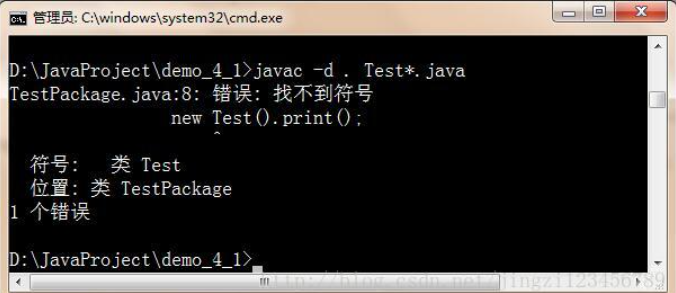 管理员: C:\windows\system32\cmd.exe
D:\JavaProject\demo_4_1>javac -d . Test*.java
TestPackage.java:8: 错误: 找不到符号
new Test().print();
^
符号:   类 Test
位置: 类 TestPackage
1 个错误
D:\JavaProject\demo_4_1>
http://blog.csdn.net/jingzi123456789